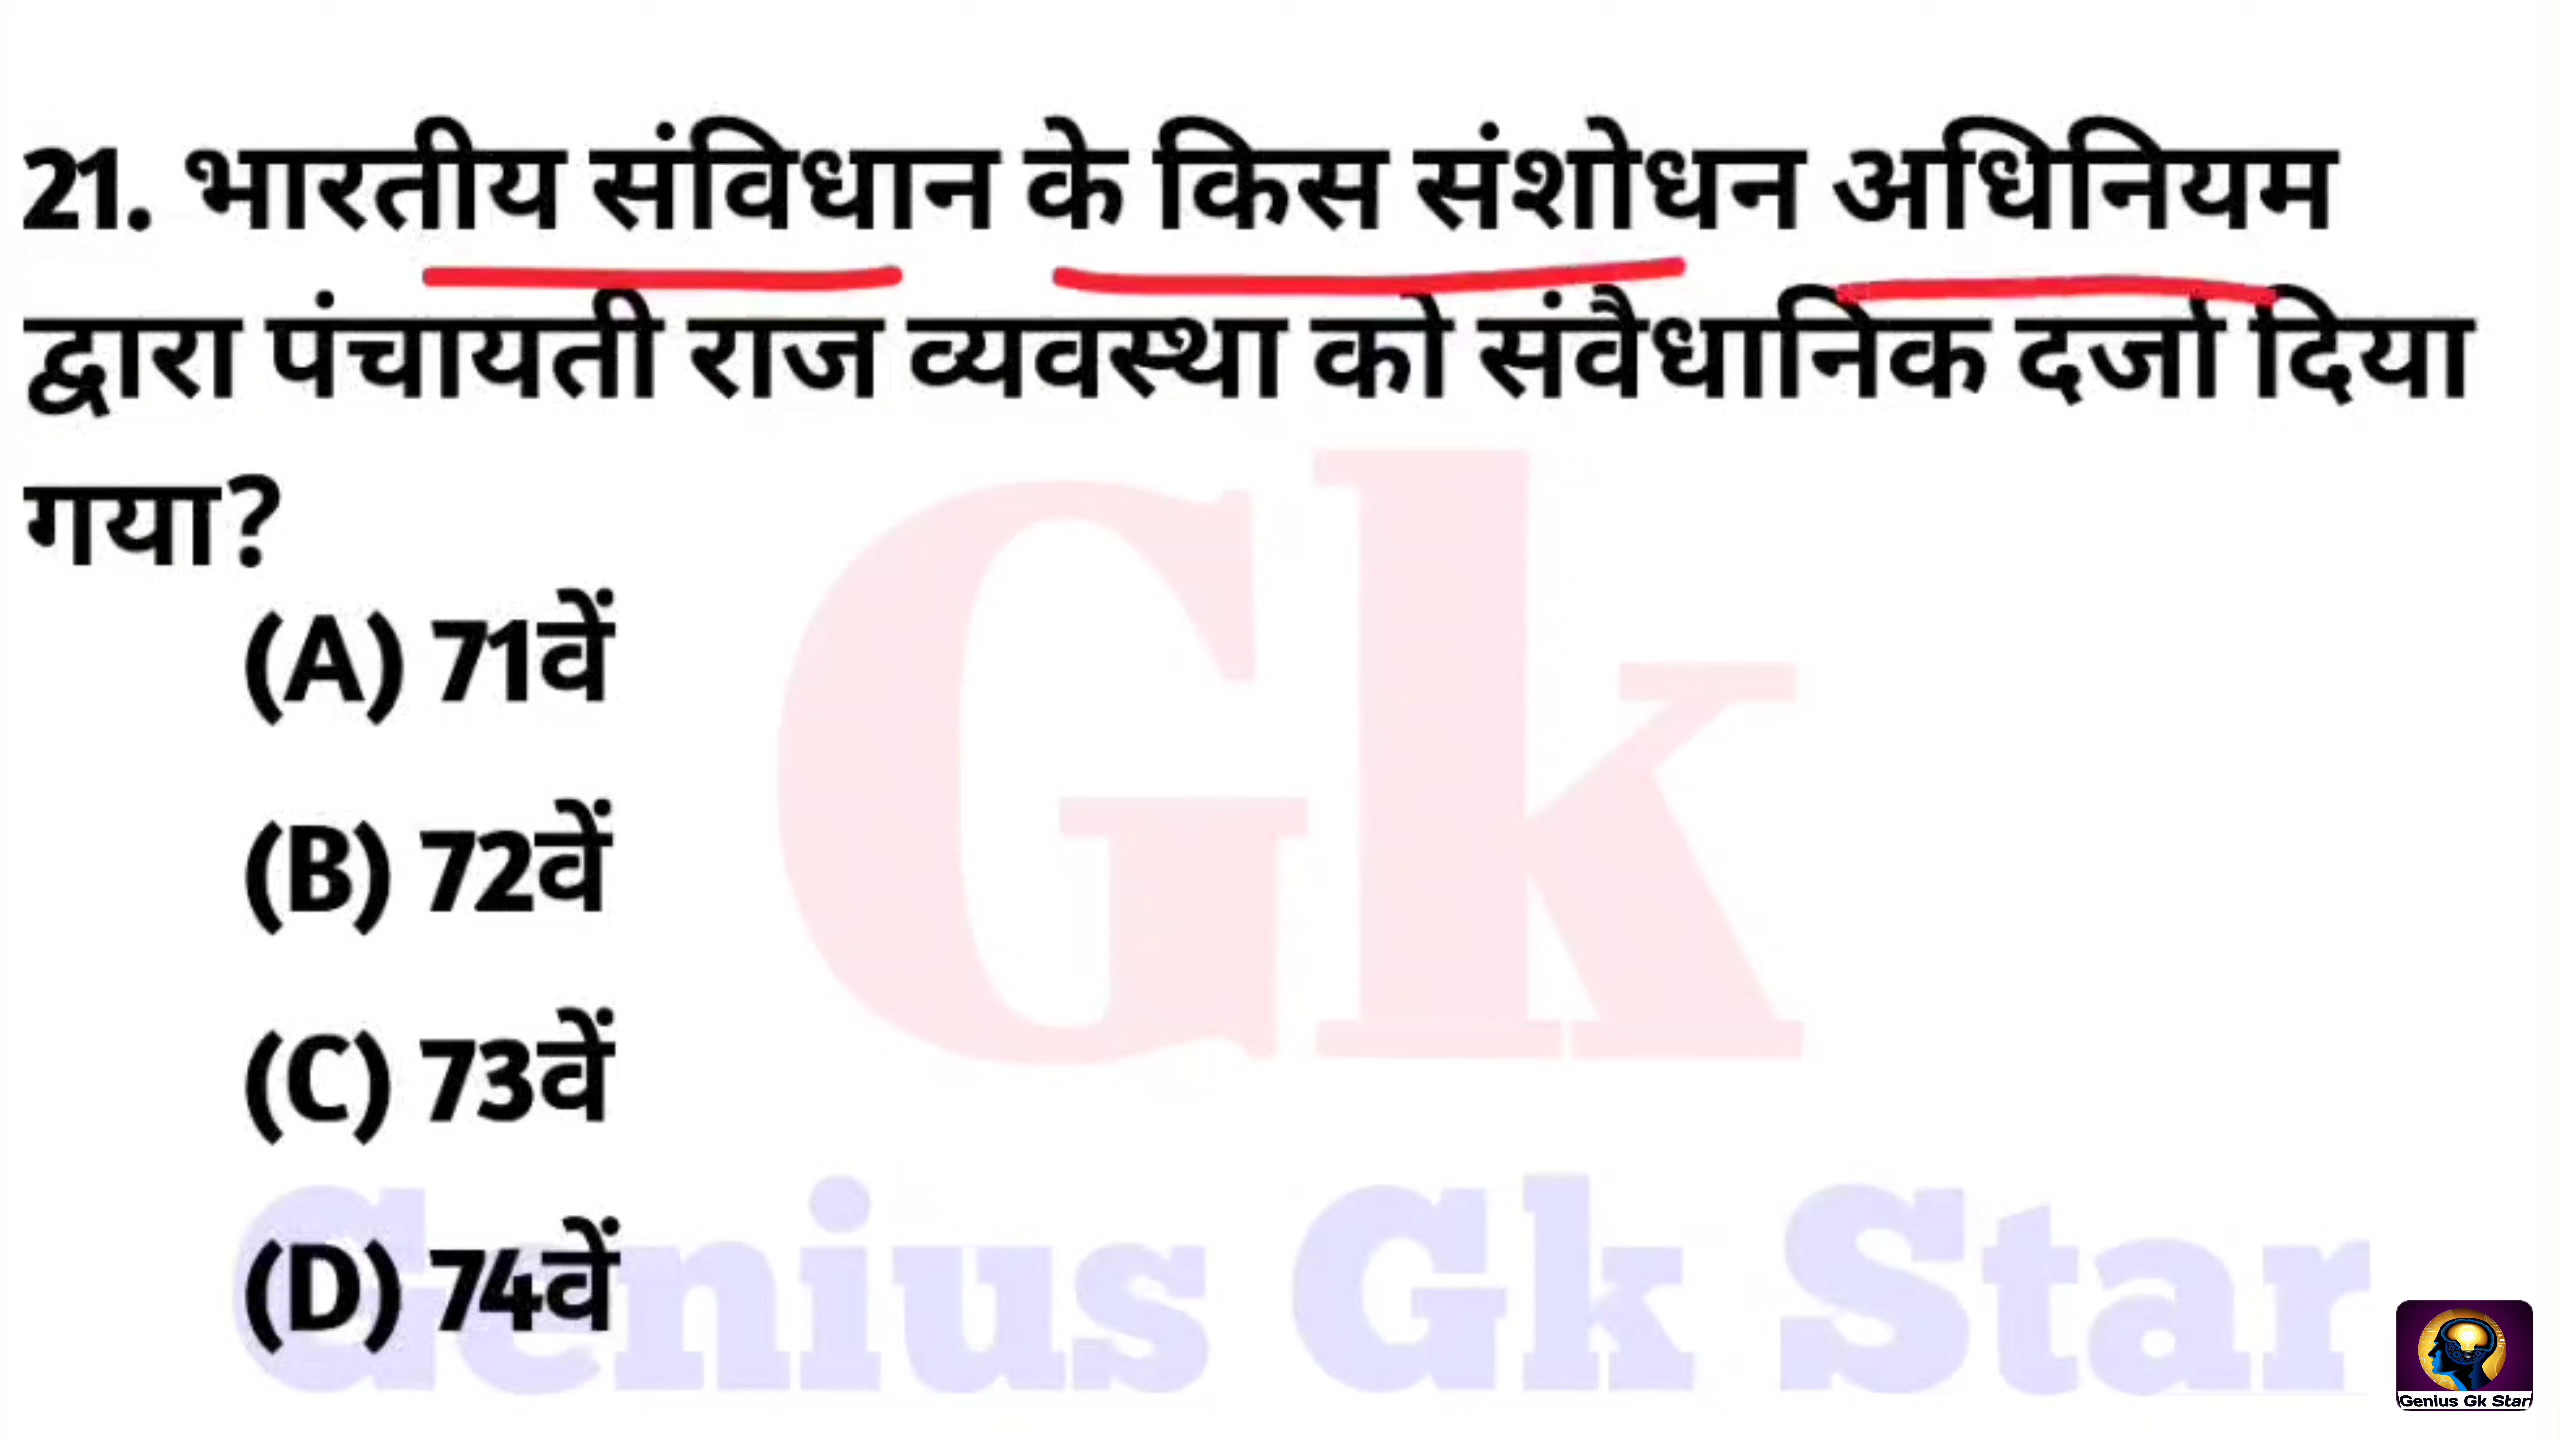 21. भारतीय संविधान के किस संशोधन अधिनियम
द्वारा पंचायती राज व्यवस्था को संवैधानिक दर्जा दिया
गया?
(A) 71वें
(B) 72वें
(C) 73वें
(D) 74वें
Gk
Genius Gk Star
Genius Gk Star